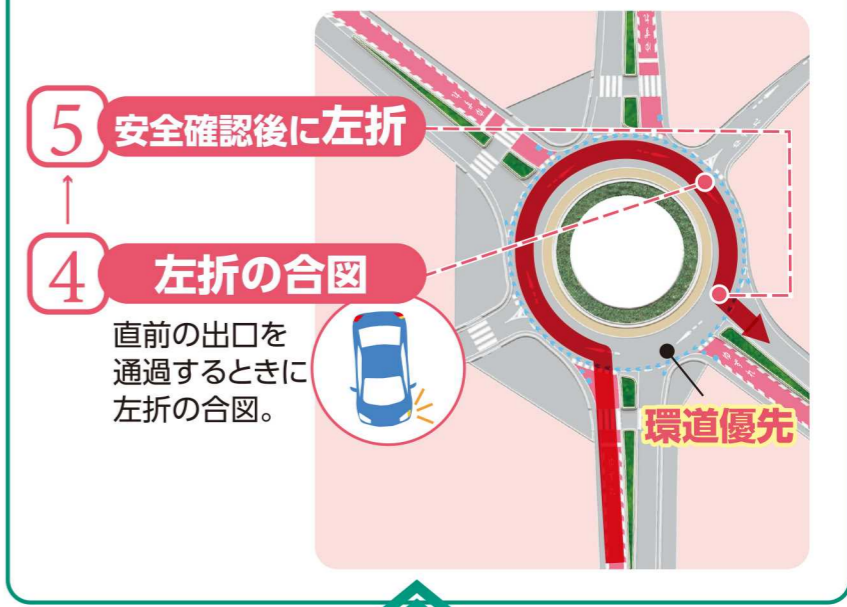 5 安全確認後に左折
4 左折の合図
直前の出口を
通過するときに
左折の合図。
環道優先